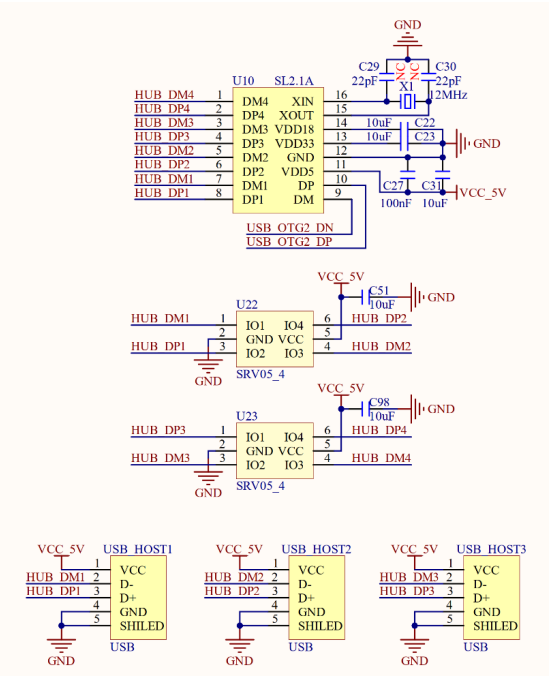 GND
C29
22pF
NC
NC
C30
22pF
X1
12MHz
U10
SL2.1A
HUB_DM4
1
DM4
XIN
16
HUB_DP4
2
DP4
XOUT
15
HUB_DM3
3
DM3
VDD18
14
10uF
C22
HUB_DP3
4
DP3
VDD33
13
10uF
C23
GND
HUB_DM2
5
DM2
GND
12
HUB_DP2
6
DP2
VDD5
11
HUB_DM1
7
DM1
DP
10
C27
C31
VCC_5V
HUB_DP1
8
DP1
DM
9
100nF
10uF
USB_OTG2_DN
USB_OTG2_DP
VCC_5V
C51
10uF
GND
U22
HUB_DM1
1
IO1
IO4
6
HUB_DP2
2
GND
VCC
5
HUB_DP1
3
IO2
IO3
4
HUB_DM2
GND
SRV05_4
VCC_5V
C98
10uF
GND
U23
HUB_DP3
1
IO1
IO4
6
HUB_DP4
2
GND
VCC
5
HUB_DM3
3
IO2
IO3
4
HUB_DM4
GND
SRV05_4
VCC_5V
USB_HOST1
1
VCC
HUB_DM1
2
D-
HUB_DP1
3
D+
4
GND
5
SHILED
GND
USB
VCC_5V
USB_HOST2
1
VCC
HUB_DM2
2
D-
HUB_DP2
3
D+
4
GND
5
SHILED
GND
USB
VCC_5V
USB_HOST3
1
VCC
HUB_DM3
2
D-
HUB_DP3
3
D+
4
GND
5
SHILED
GND
USB